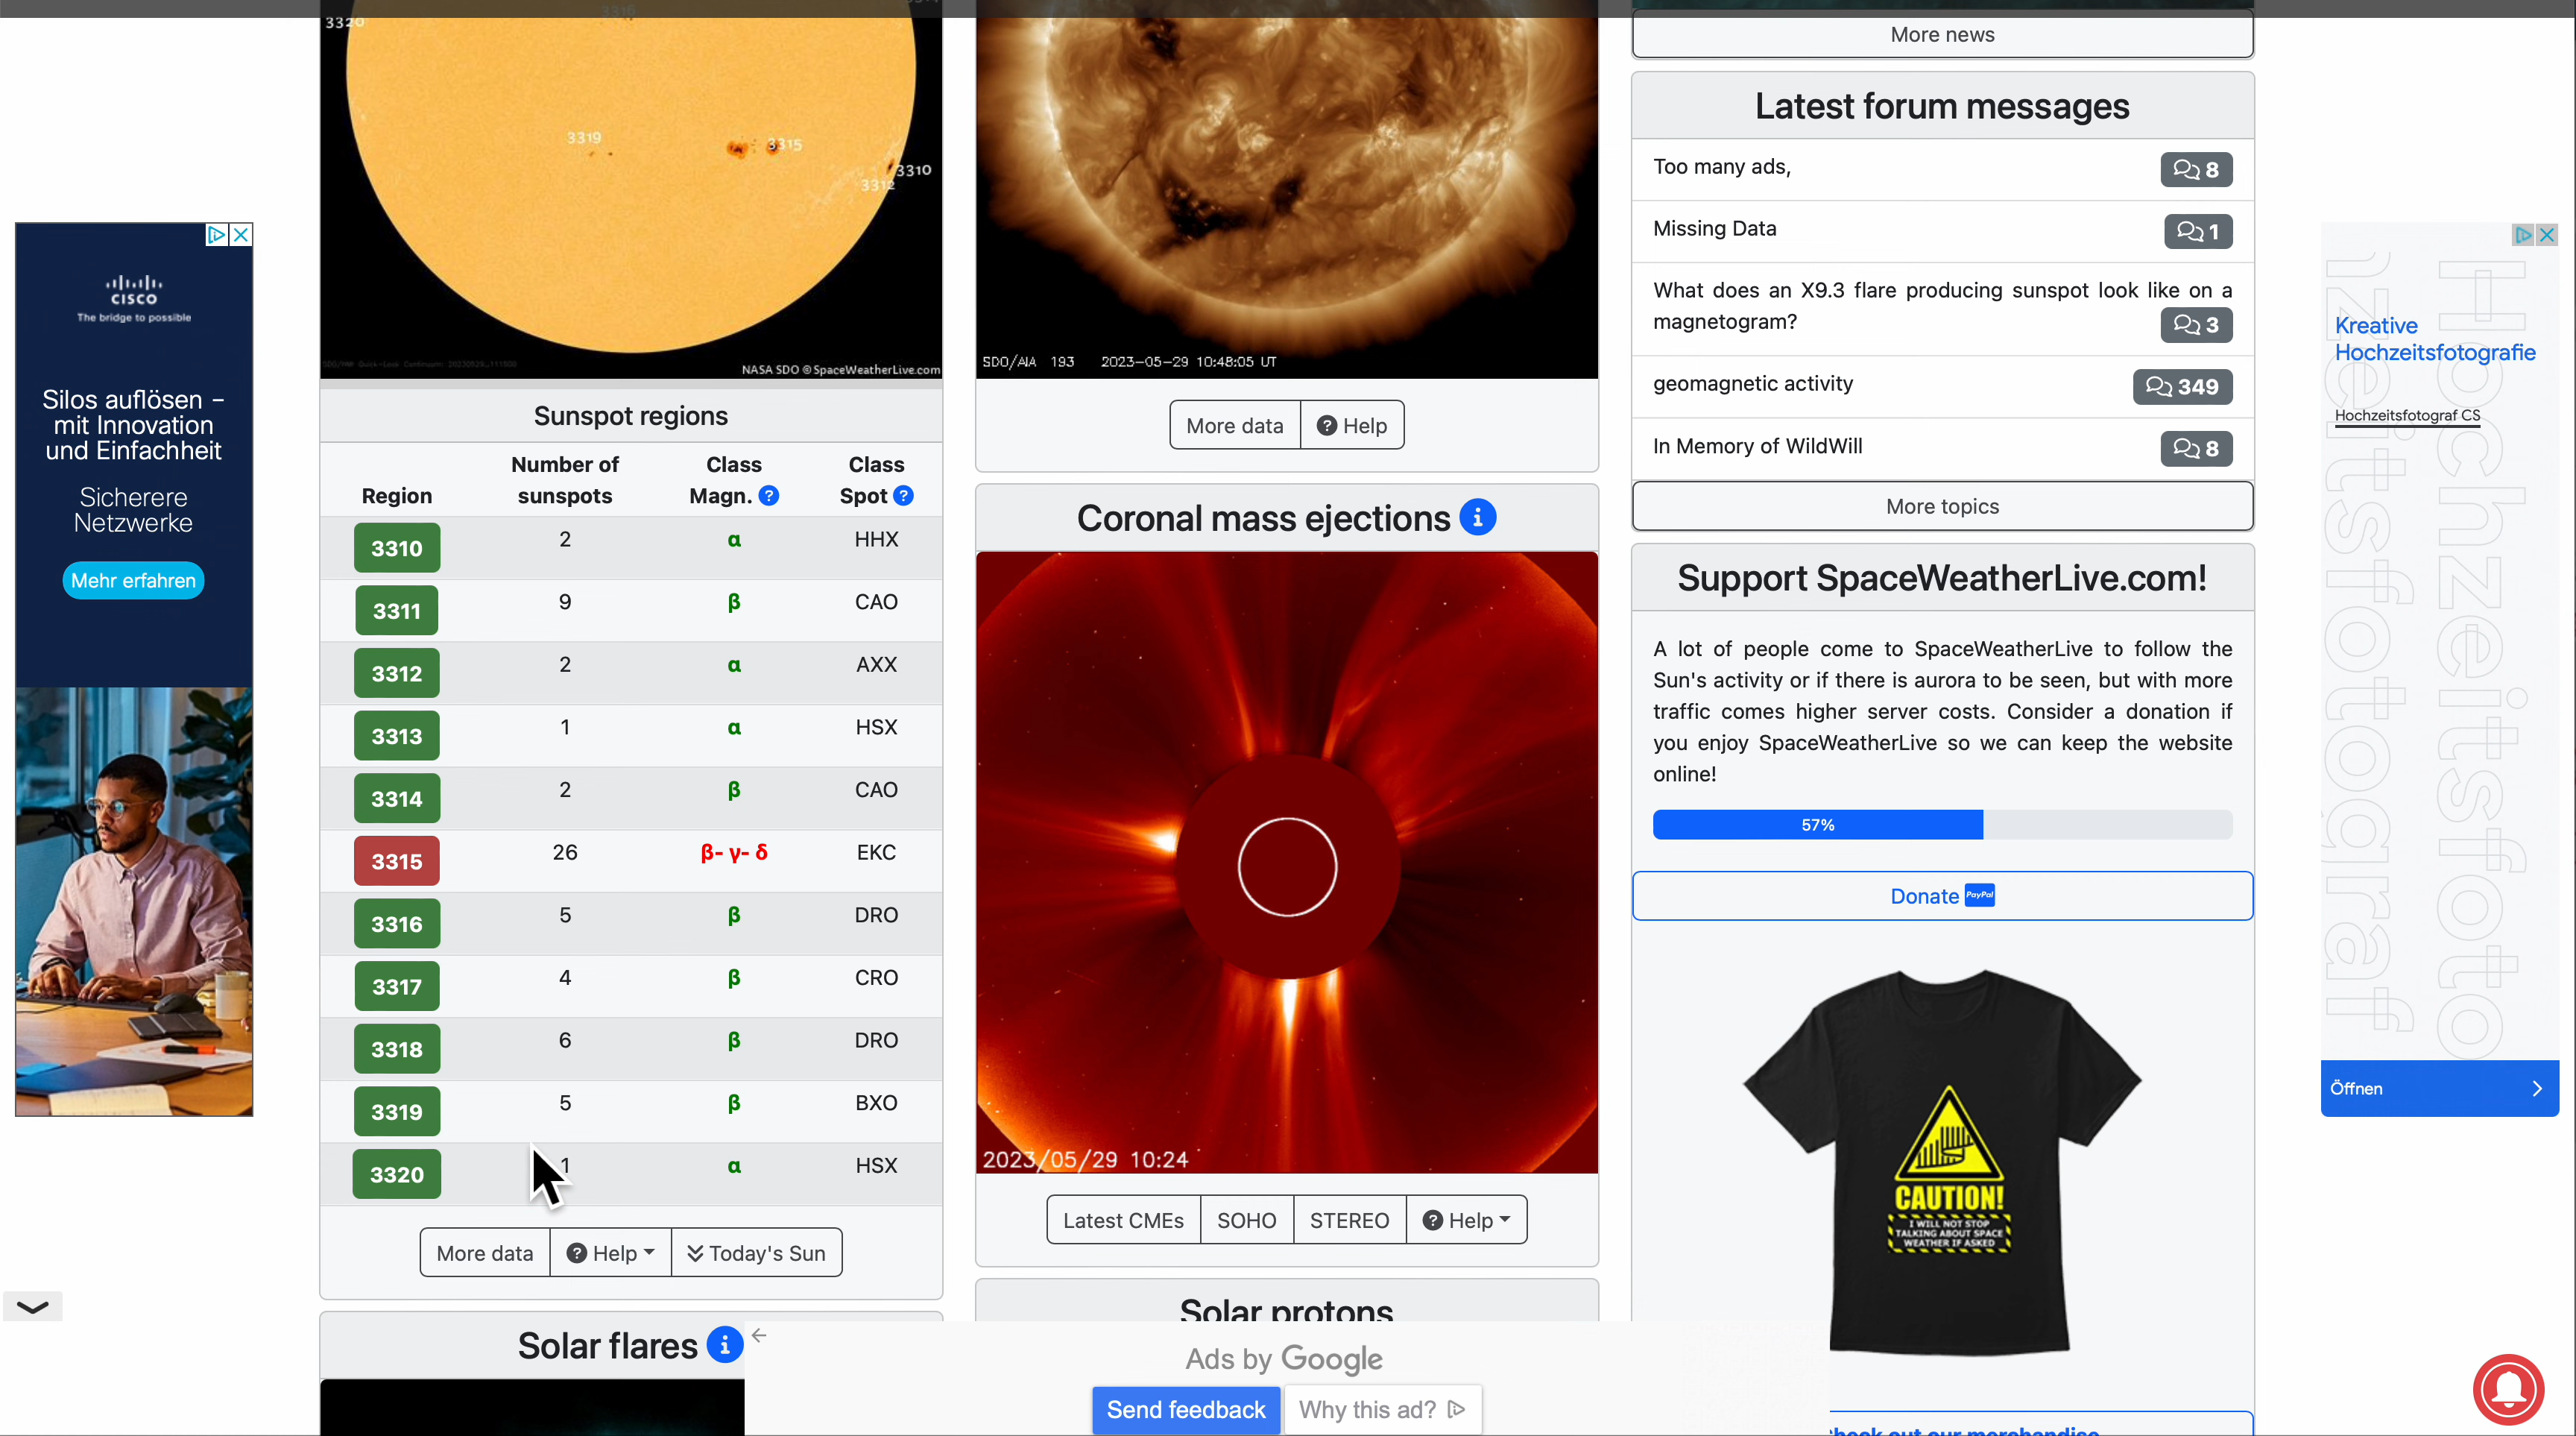 3320
3319
3315
3310
3312
NASA SDO © SpaceWeatherLive.com
Sunspot regions
Region Number of sunspots Class Magn. Class Spot
3310 2 α HHX
3311 9 β CAO
3312 2 α AXX
3313 1 α HSX
3314 2 β CAO
3315 26 β- γ- δ EKC
3316 5 β DRO
3317 4 β CRO
3318 6 β DRO
3319 5 β BXO
3320 1 α HSX
More data Help Today's Sun
Solar flares
SDO/AIA 193 2023-05-29 10:48:05 UT
More data Help
Coronal mass ejections
2023/05/29 10:24
Latest CMEs SOHO STEREO Help
Solar protons
Ads by Google
Send feedback Why this ad?
More news
Latest forum messages
Too many ads, 8
Missing Data 1
What does an X9.3 flare producing sunspot look like on a
magnetogram? 3
geomagnetic activity 349
In Memory of WildWill 8
More topics
Support SpaceWeatherLive.com!
A lot of people come to SpaceWeatherLive to follow the
Sun's activity or if there is aurora to be seen, but with more
traffic comes higher server costs. Consider a donation if
you enjoy SpaceWeatherLive so we can keep the website
online!
57%
Donate PayPal
CAUTION!
I WILL NOT STOP
TALKING ABOUT SPACE
WEATHER IF ASKED
CISCO
The bridge to possible
Silos auflösen –
mit Innovation
und Einfachheit
Sicherere
Netzwerke
Mehr erfahren
Kreative
Hochzeitsfotografie
Hochzeitsfotograf CS
Hochzeitsfoto
Öffnen